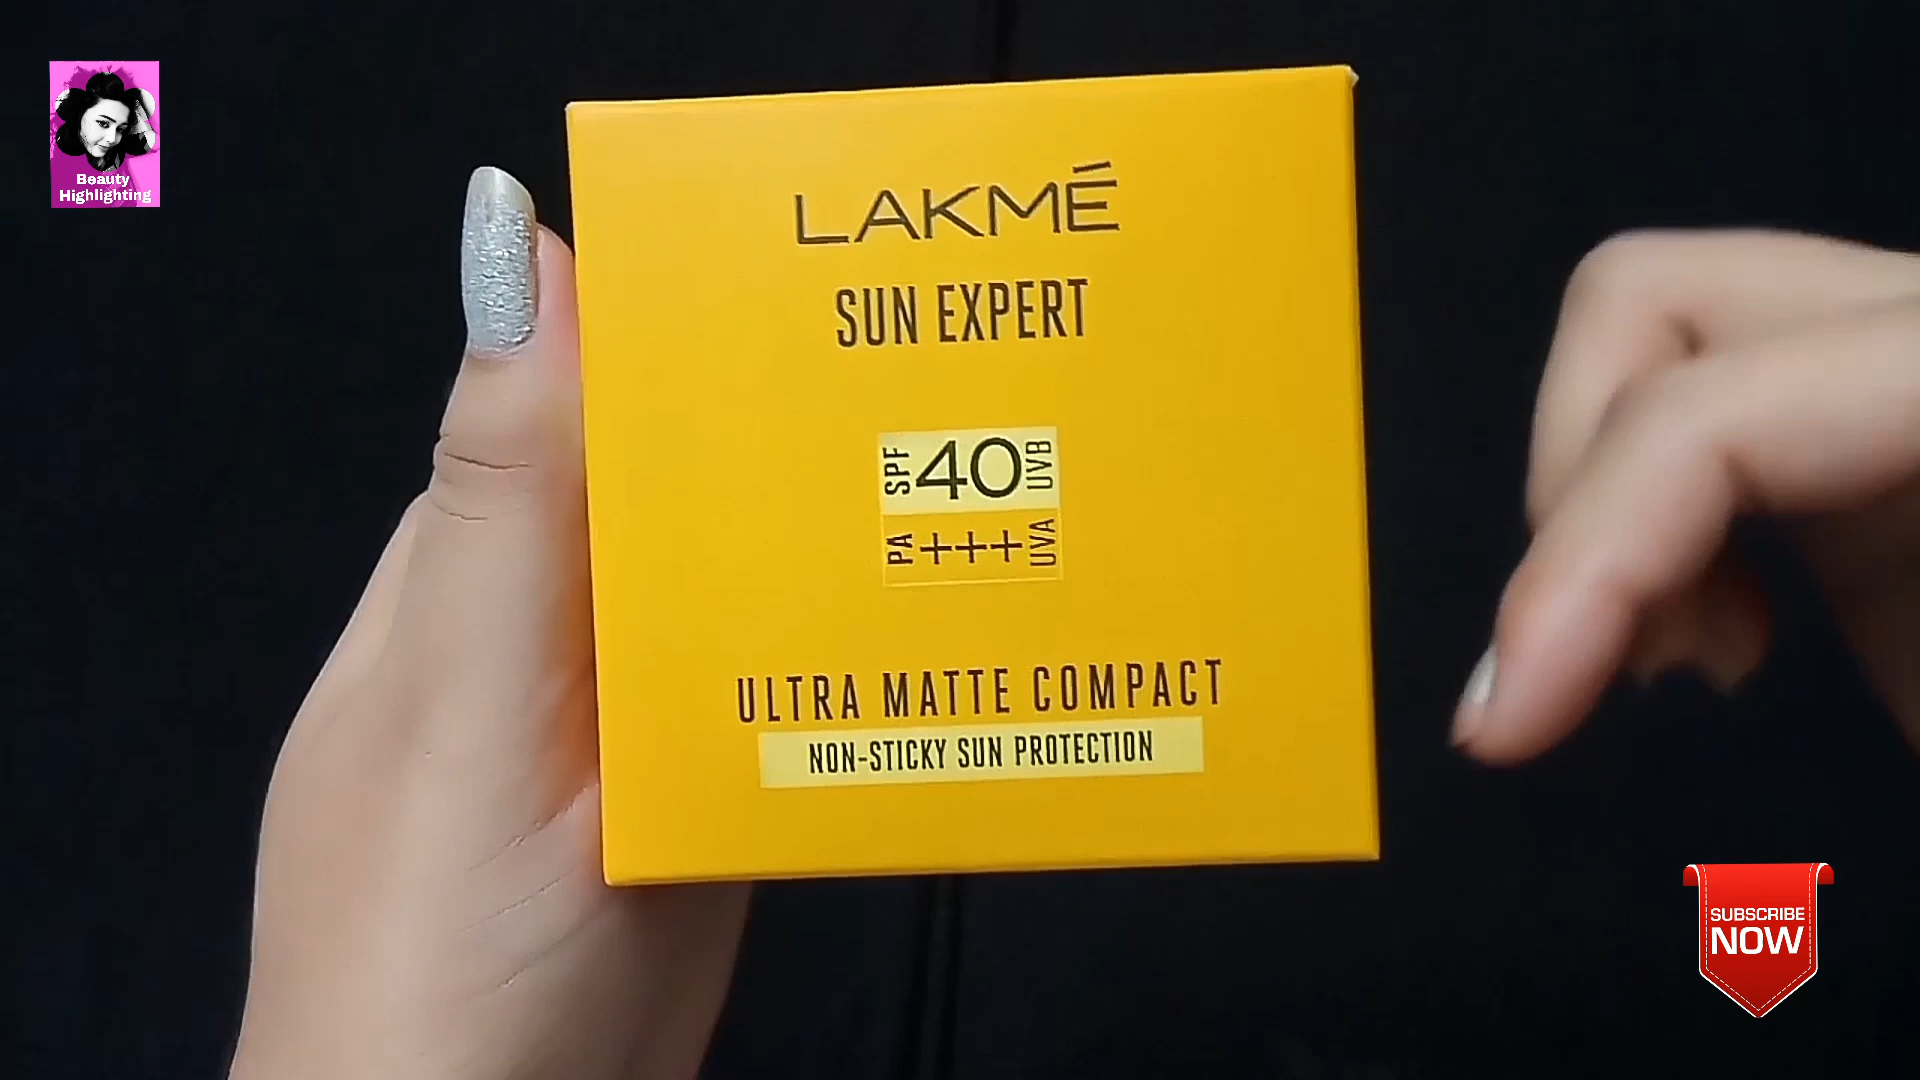 Beauty
Highlighting
LAKMÉ
SUN EXPERT
SPF 40 UVB
PA +++ UVA
ULTRA MATTE COMPACT
NON-STICKY SUN PROTECTION
SUBSCRIBE
NOW